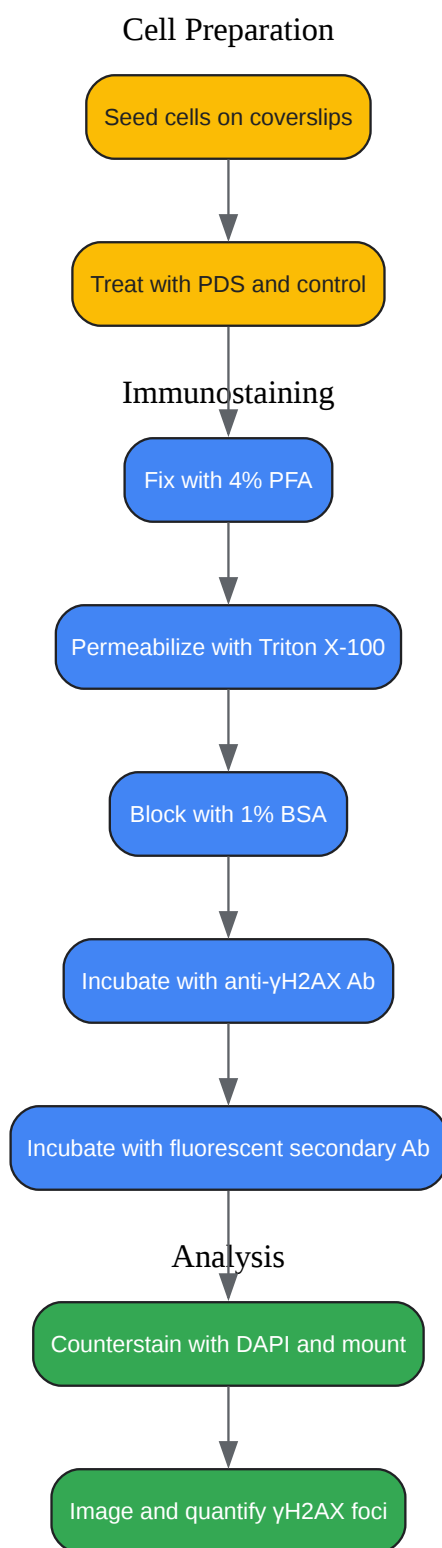 Cell Preparation
Seed cells on coverslips
Treat with PDS and control
Immunostaining
Fix with 4% PFA
Permeabilize with Triton X-100
Block with 1% BSA
Incubate with anti-γH2AX Ab
Incubate with fluorescent secondary Ab
Analysis
Counterstain with DAPI and mount
Image and quantify γH2AX foci